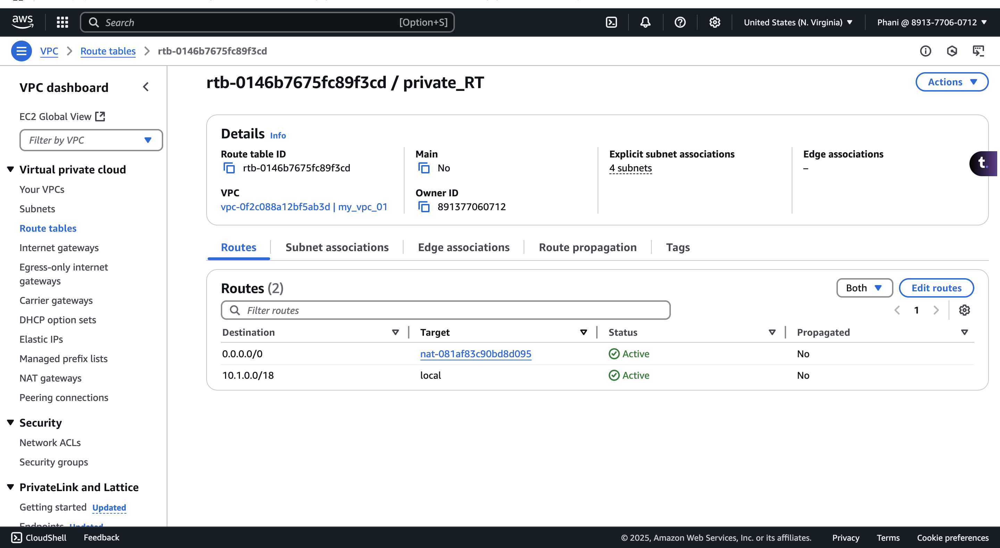 aws
Search
[Option+S]
United States (N. Virginia)
Phani @ 8913-7706-0712
VPC
Route tables
rtb-0146b7675fc89f3cd
VPC dashboard
EC2 Global View
Filter by VPC
Virtual private cloud
Your VPCs
Subnets
Route tables
Internet gateways
Egress-only internet
gateways
Carrier gateways
DHCP option sets
Elastic IPs
Managed prefix lists
NAT gateways
Peering connections
Security
Network ACLs
Security groups
PrivateLink and Lattice
Getting started Updated
Endpoints Updated
rtb-0146b7675fc89f3cd / private_RT
Actions
Details Info
Route table ID
rtb-0146b7675fc89f3cd
Main
No
Explicit subnet associations
4 subnets
Edge associations
–
VPC
vpc-0f2c088a12bf5ab3d | my_vpc_01
Owner ID
891377060712
t.
Routes
Subnet associations
Edge associations
Route propagation
Tags
Routes (2)
Both
Edit routes
Filter routes
1
Destination
Target
Status
Propagated
0.0.0.0/0
nat-081af83c90bd8d095
Active
No
10.1.0.0/18
local
Active
No
CloudShell
Feedback
© 2025, Amazon Web Services, Inc. or its affiliates.
Privacy
Terms
Cookie preferences